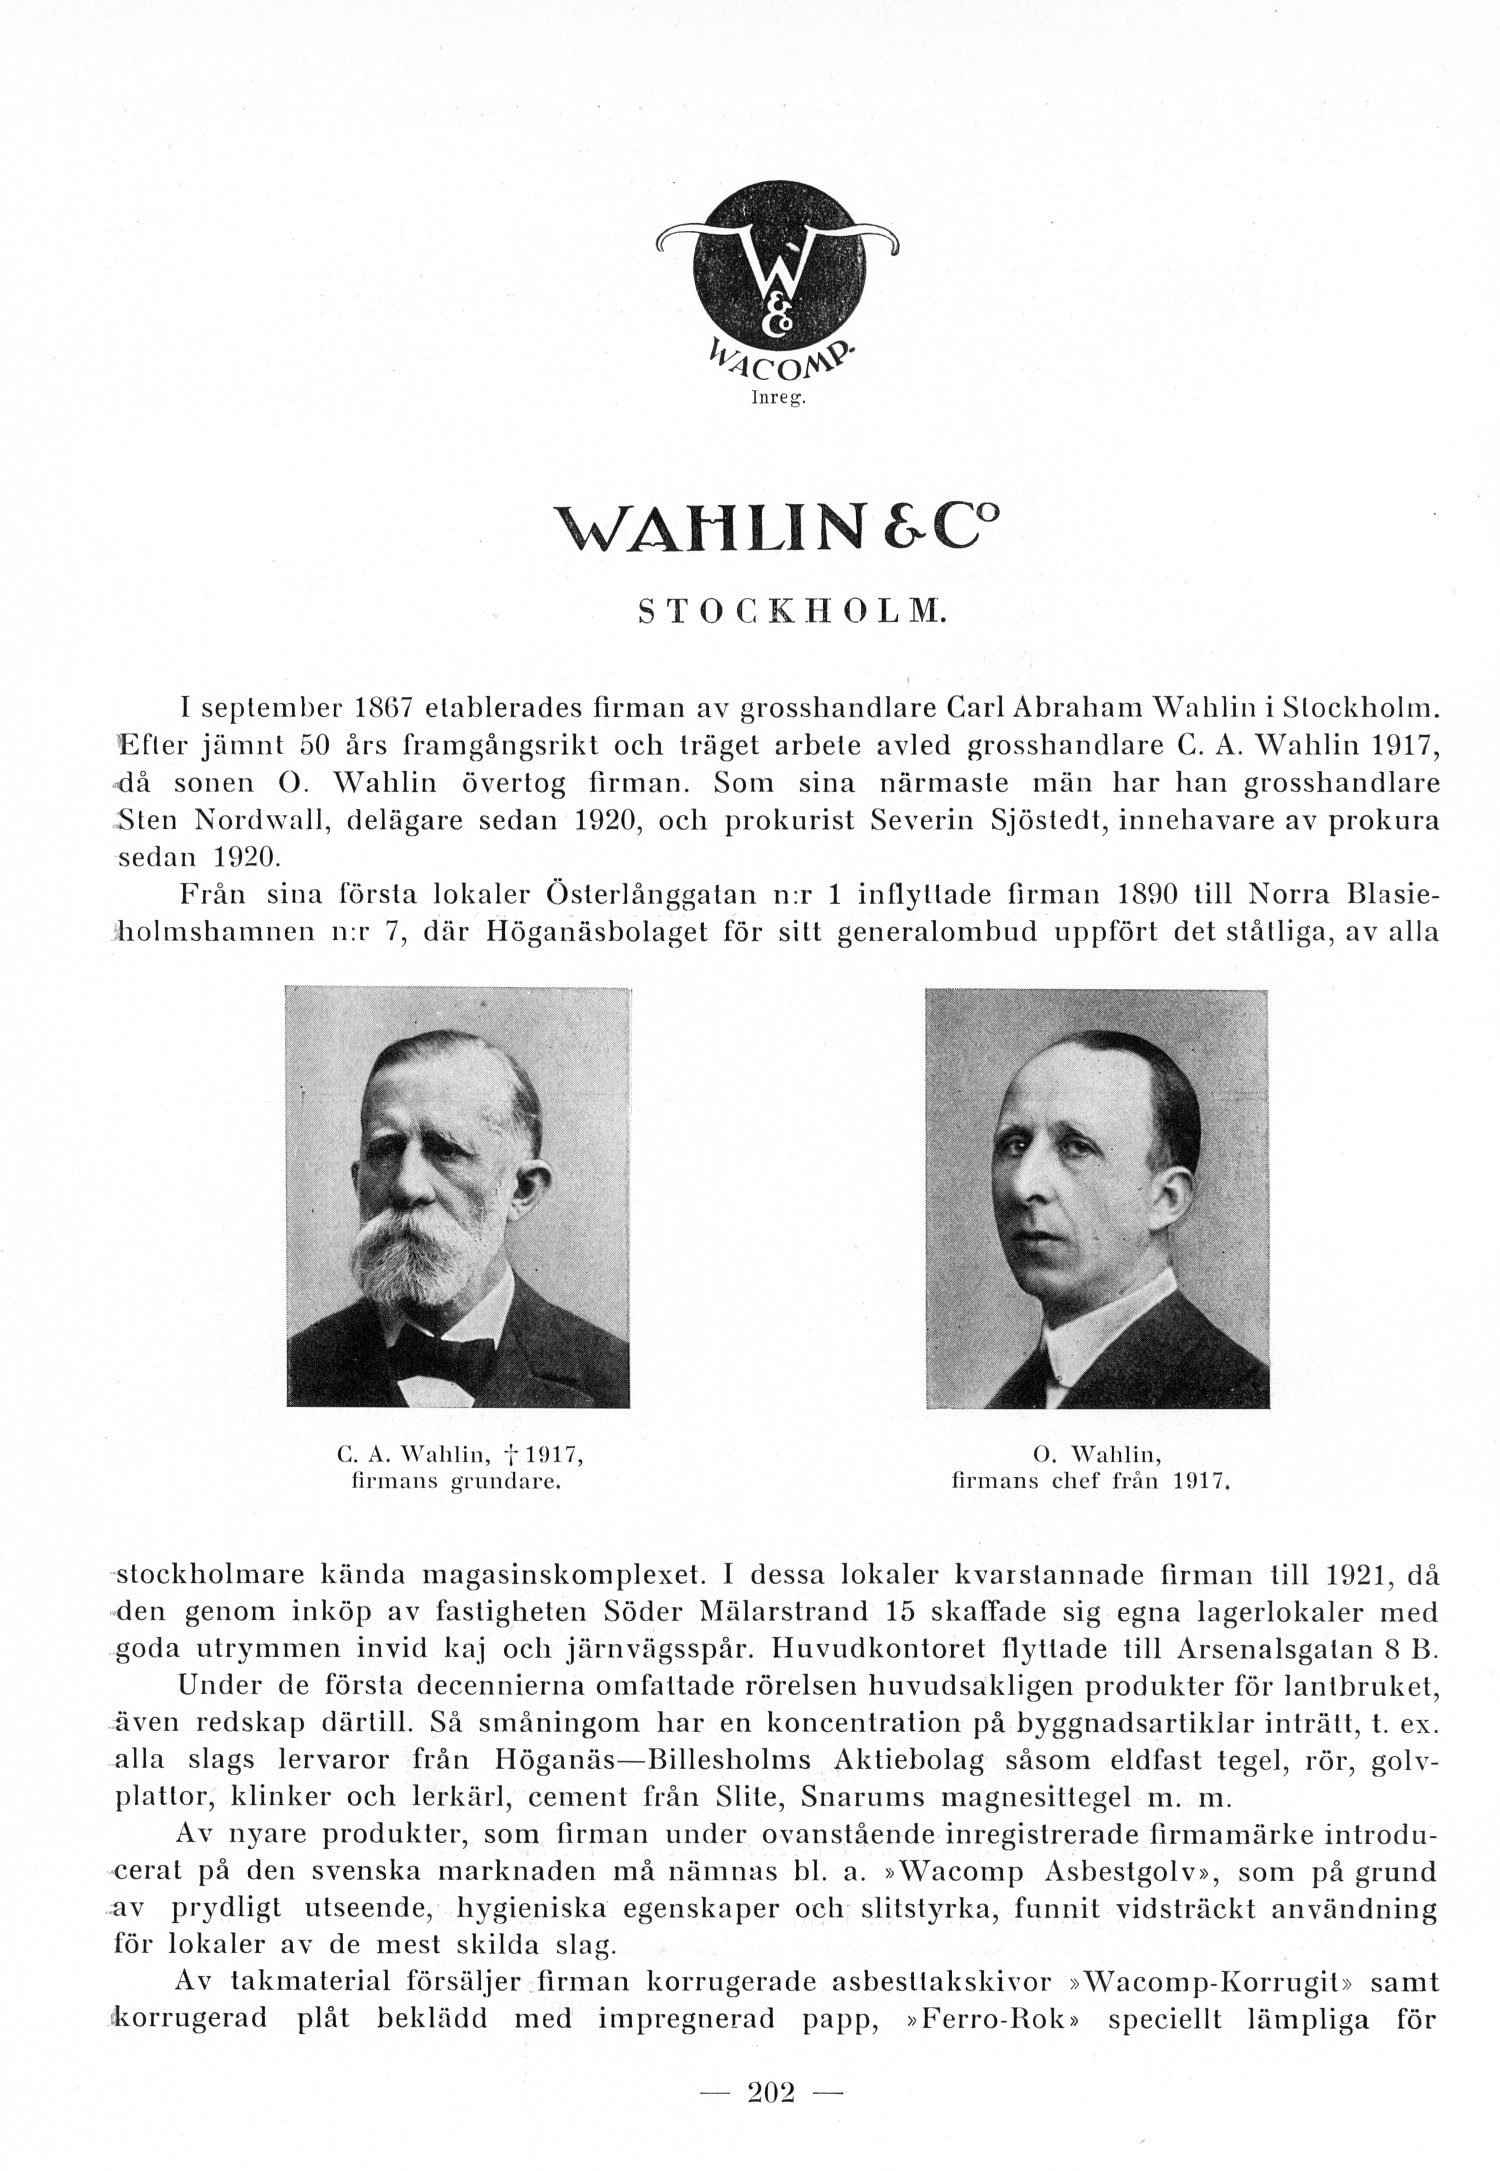 W
& Co
WACOMP.
Inreg.
WAHLIN & Co
STOCKHOLM.
I september 1867 etablerades firman av grosshandlare Carl Abraham Wahlin i Stockholm.
Efter jämnt 50 års framgångsrikt och träget arbete avled grosshandlare C. A. Wahlin 1917,
då sonen O. Wahlin övertog firman. Som sina närmaste män har han grosshandlare
Sten Nordwall, delägare sedan 1920, och prokurist Severin Sjöstedt, innehavare av prokura
sedan 1920.
Från sina första lokaler Österlånggatan n:r 1 inflyttade firman 1890 till Norra Blasie-
holmshamnen n:r 7, där Höganäsbolaget för sitt generalombud uppfört det ståtliga, av alla
C. A. Wahlin, † 1917,
firmans grundare.
O. Wahlin,
firmans chef från 1917.
stockholmare kända magasinskomplexet. I dessa lokaler kvarstannade firman till 1921, då
den genom inköp av fastigheten Söder Mälarstrand 15 skaffade sig egna lagerlokaler med
goda utrymmen invid kaj och järnvägsspår. Huvudkontoret flyttade till Arsenalsgatan 8 B.
Under de första decennierna omfattade rörelsen huvudsakligen produkter för lantbruket,
även redskap därtill. Så småningom har en koncentration på byggnadsartiklar inträtt, t. ex.
alla slags lervaror från Höganäs—Billesholms Aktiebolag såsom eldfast tegel, rör, golv-
plattor, klinker och lerkärl, cement från Slite, Snarums magnesittegel m. m.
Av nyare produkter, som firman under ovanstående inregistrerade firmamärke introdu-
cerat på den svenska marknaden må nämnas bl. a. »Wacomp Asbestgolv», som på grund
av prydligt utseende, hygieniska egenskaper och slitstyrka, funnit vidsträckt användning
för lokaler av de mest skilda slag.
Av takmaterial försäljer firman korrugerade asbesttakskivor »Wacomp-Korrugit» samt
korrugerad plåt beklädd med impregnerad papp, »Ferro-Rok» speciellt lämpliga för
— 202 —